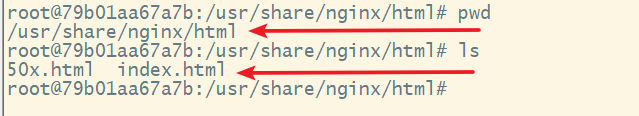 root@79b01aa67a7b:/usr/share/nginx/html# pwd
/usr/share/nginx/html
root@79b01aa67a7b:/usr/share/nginx/html# ls
50x.html  index.html
root@79b01aa67a7b:/usr/share/nginx/html#